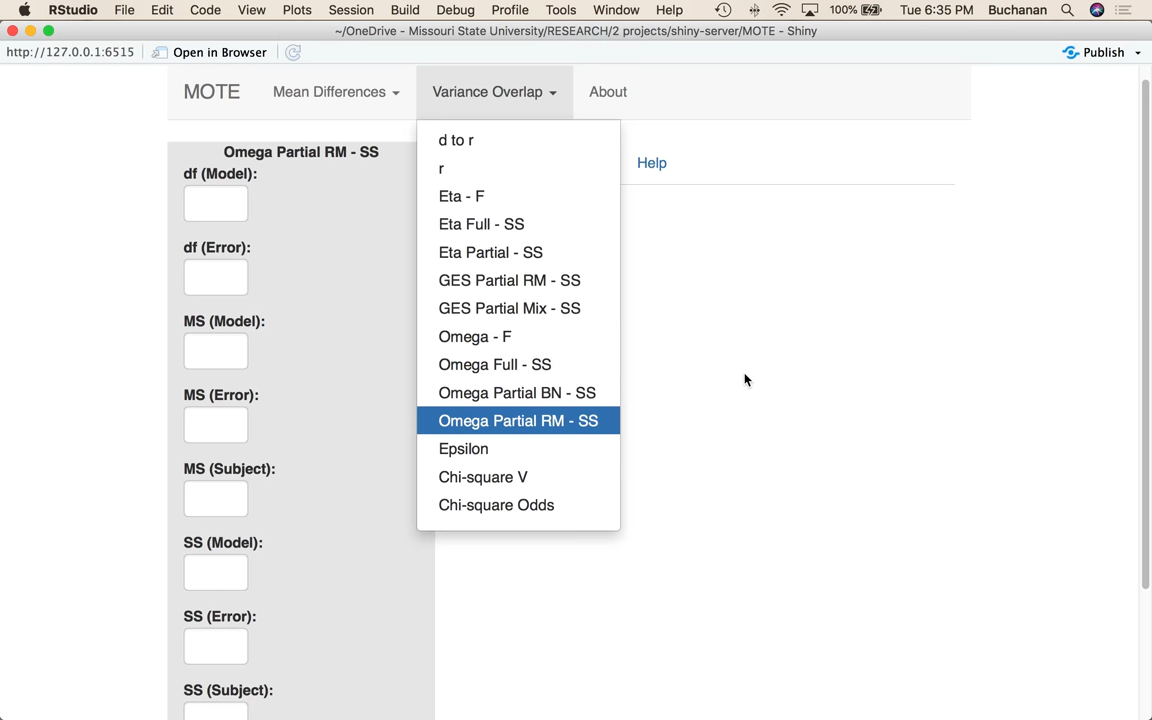 RStudio File Edit Code View Plots Session Build Debug Profile Tools Window Help 100% Tue 6:35 PM Buchanan
~/OneDrive - Missouri State University/RESEARCH/2 projects/shiny-server/MOTE - Shiny
http://127.0.0.1:6515 Open in Browser Publish
MOTE Mean Differences Variance Overlap About
Omega Partial RM - SS
df (Model):
df (Error):
MS (Model):
MS (Error):
MS (Subject):
SS (Model):
SS (Error):
SS (Subject):
d to r
r
Eta - F
Eta Full - SS
Eta Partial - SS
GES Partial RM - SS
GES Partial Mix - SS
Omega - F
Omega Full - SS
Omega Partial BN - SS
Omega Partial RM - SS
Epsilon
Chi-square V
Chi-square Odds
Help